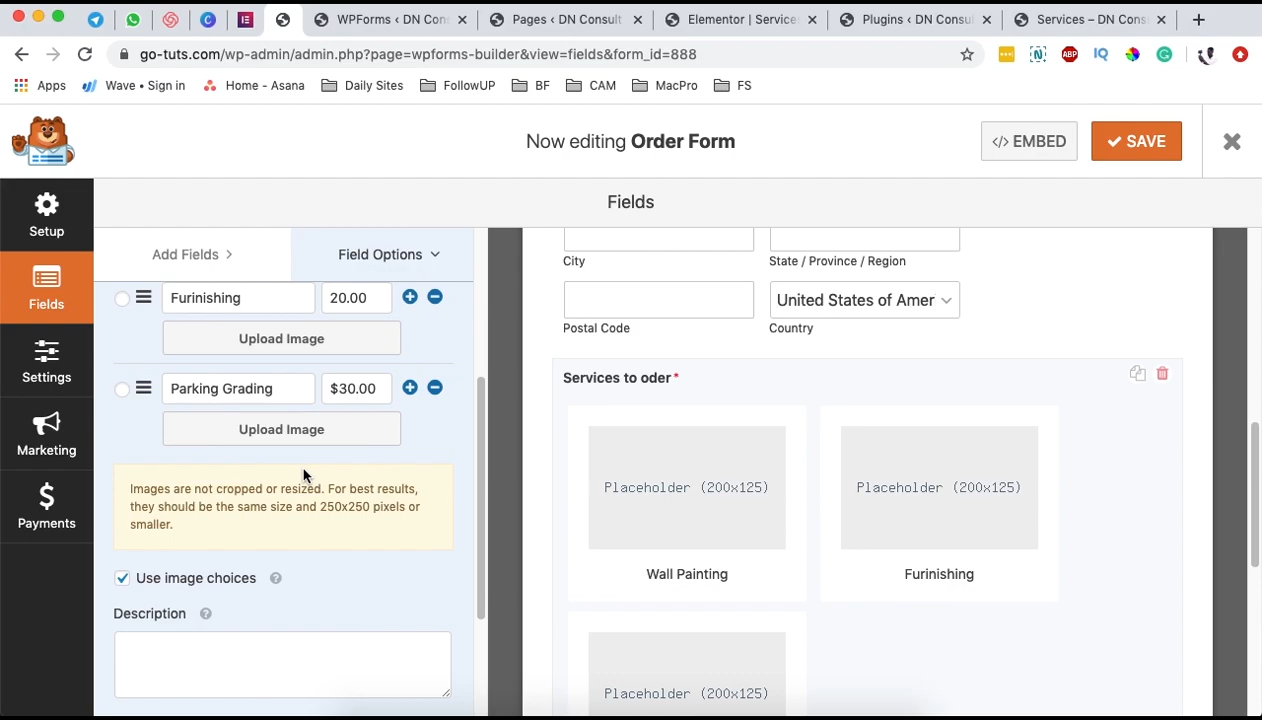 WPForms ‹ DN Con
Pages ‹ DN Consult
Elementor | Service
Plugins ‹ DN Consul
Services – DN Cons
go-tuts.com/wp-admin/admin.php?page=wpforms-builder&view=fields&form_id=888
Apps
Wave • Sign in
Home - Asana
Daily Sites
FollowUP
BF
CAM
MacPro
FS
Now editing Order Form
</> EMBED
SAVE
Setup
Fields
Settings
Marketing
Payments
Fields
Add Fields
Field Options
Furinishing
20.00
Upload Image
Parking Grading
$30.00
Upload Image
Images are not cropped or resized. For best results,
they should be the same size and 250x250 pixels or
smaller.
Use image choices
Description
City
State / Province / Region
United States of Amer
Postal Code
Country
Services to oder*
Placeholder (200x125)
Placeholder (200x125)
Wall Painting
Furinishing
Placeholder (200x125)